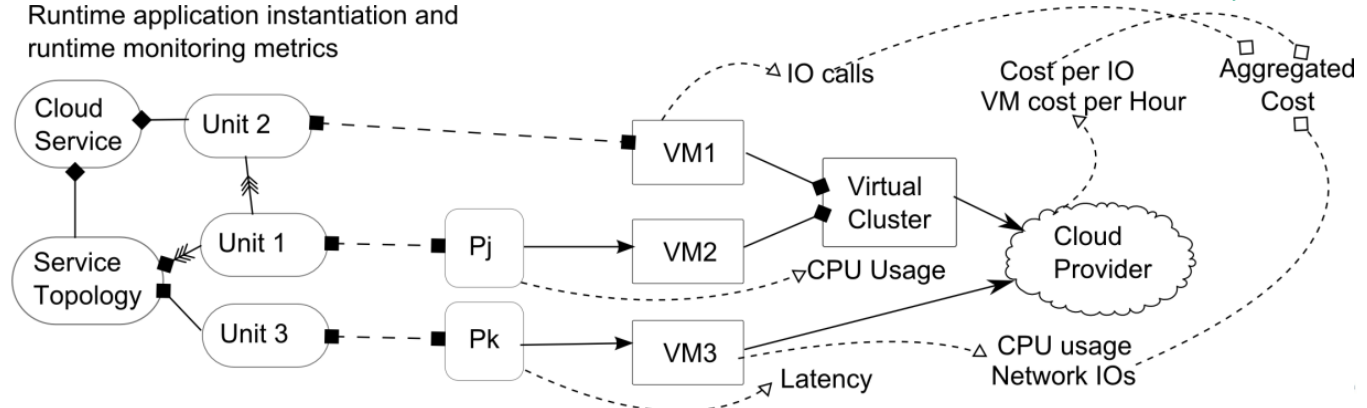 Runtime application instantiation and
runtime monitoring metrics
Cloud
Service
Unit 2
Service
Topology
Unit 1
Unit 3
Pj
Pk
VM1
VM2
VM3
IO calls
CPU Usage
Latency
Virtual
Cluster
Cost per IO
VM cost per Hour
Cloud
Provider
CPU usage
Network IOs
Aggregated
Cost